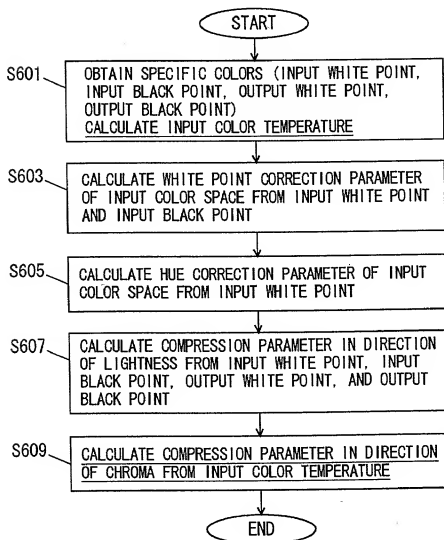 START
S601
OBTAIN SPECIFIC COLORS (INPUT WHITE POINT,
INPUT BLACK POINT, OUTPUT WHITE POINT,
OUTPUT BLACK POINT)
CALCULATE INPUT COLOR TEMPERATURE
S603
CALCULATE WHITE POINT CORRECTION PARAMETER
OF INPUT COLOR SPACE FROM INPUT WHITE POINT
AND INPUT BLACK POINT
S605
CALCULATE HUE CORRECTION PARAMETER OF INPUT
COLOR SPACE FROM INPUT WHITE POINT
S607
CALCULATE COMPRESSION PARAMETER IN DIRECTION
OF LIGHTNESS FROM INPUT WHITE POINT, INPUT
BLACK POINT, OUTPUT WHITE POINT, AND OUTPUT
BLACK POINT
S609
CALCULATE COMPRESSION PARAMETER IN DIRECTION
OF CHROMA FROM INPUT COLOR TEMPERATURE
END